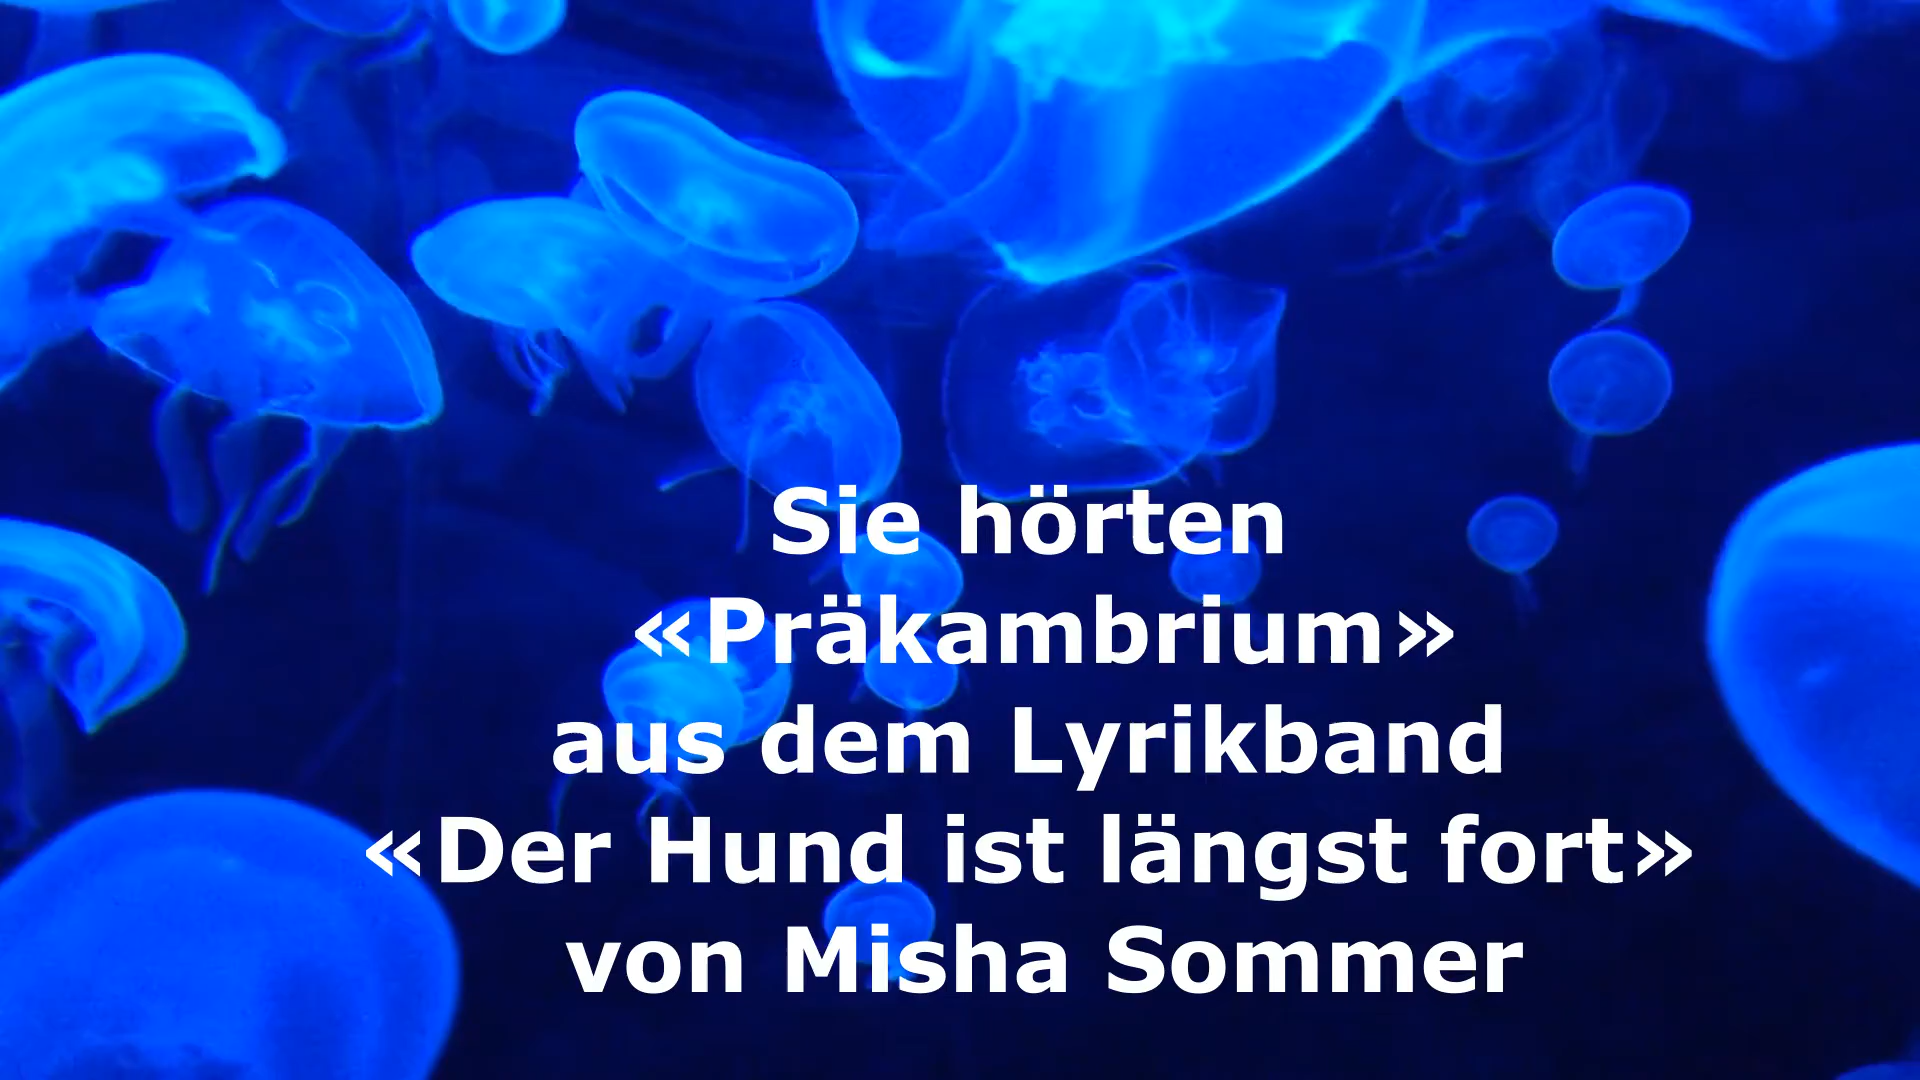 Sie hörten
«Präkambrium»
aus dem Lyrikband
«Der Hund ist längst fort»
von Misha Sommer